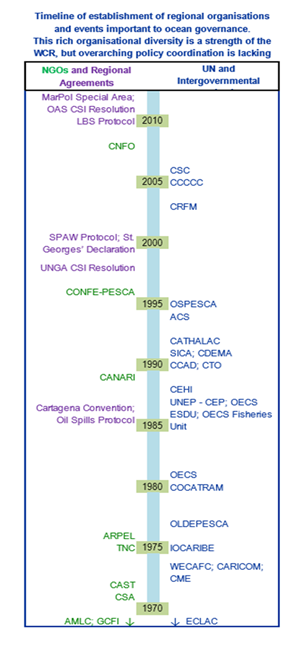 Timeline of establishment of regional organisations
and events important to ocean governance.
This rich organisational diversity is a strength of the
WCR, but overarching policy coordination is lacking
NGOs and Regional
Agreements
UN and
Intergovernmental
MarPol Special Area;
OAS CSI Resolution
LBS Protocol
2010
CNFO
CSC
2005
CCCCC
CRFM
SPAW Protocol; St.
Georges' Declaration
2000
UNGA CSI Resolution
CONFE-PESCA
1995
OSPESCA
ACS
CATHALAC
SICA; CDEMA
1990
CCAD; CTO
CANARI
CEHI
UNEP - CEP; OECS
ESDU; OECS Fisheries
Unit
Cartagena Convention;
Oil Spills Protocol
1985
OECS
1980
COCATRAM
OLDEPESCA
ARPEL
TNC
1975
IOCARIBE
WECAFC; CARICOM;
CME
CAST
CSA
1970
AMLC; GCFI ↓
↓ ECLAC